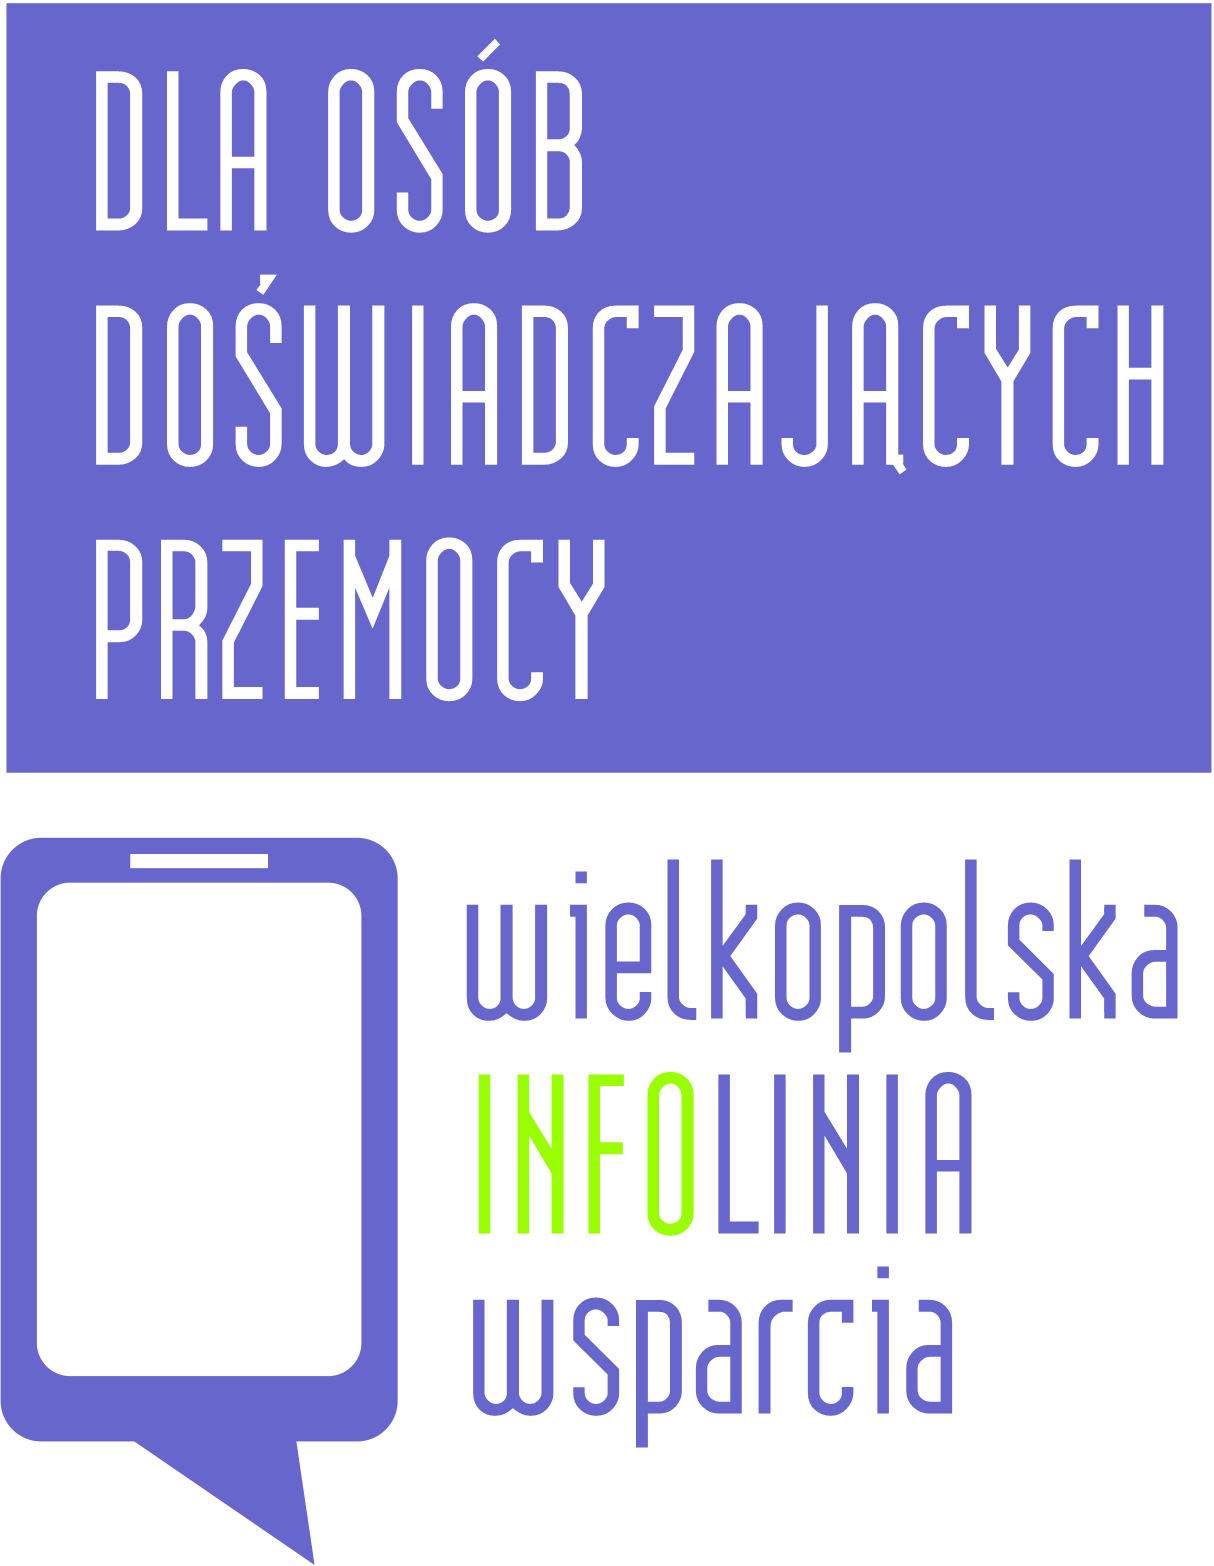 DLA OSÓB
DOŚWIADCZAJĄCYCH
PRZEMOCY
wielkopolska
INFOLINIA
wsparcia